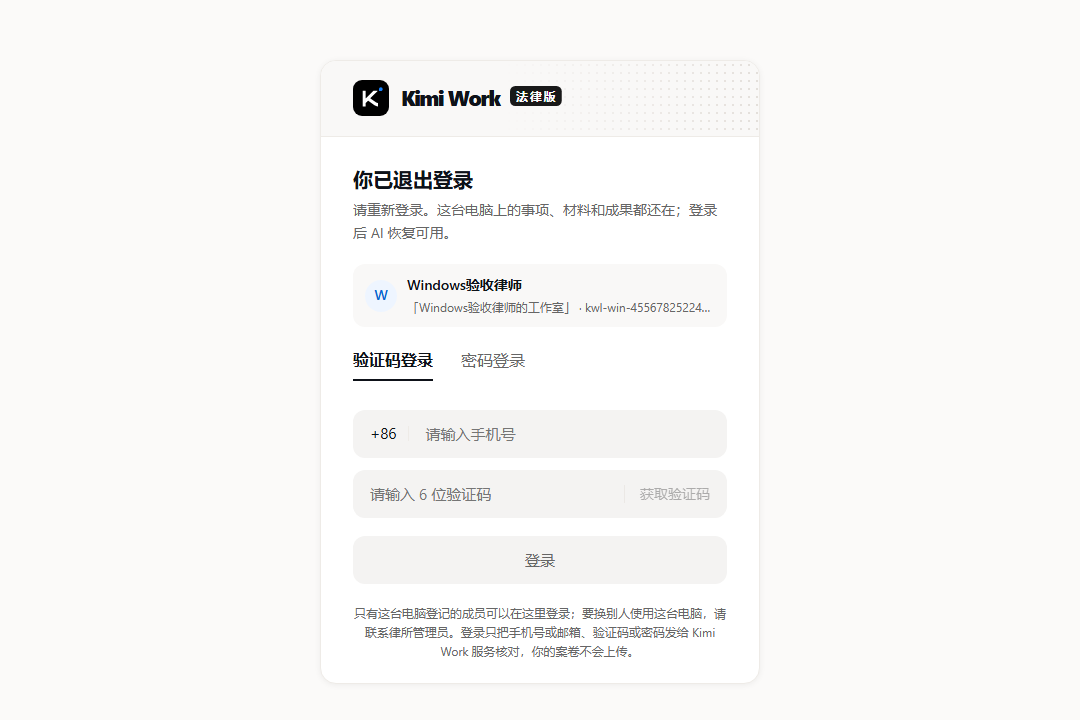 Kimi Work 法律版
你已退出登录
请重新登录。这台电脑上的事项、材料和成果都还在；登录
后 AI 恢复可用。
W
Windows验收律师
「Windows验收律师的工作室」 · kwl-win-45567825224...
验证码登录 密码登录
+86 请输入手机号
请输入 6 位验证码 获取验证码
登录
只有这台电脑登记的成员可以在这里登录；要换别人使用这台电脑，请
联系律所管理员。登录只把手机号或邮箱、验证码或密码发给 Kimi
Work 服务核对，你的案卷不会上传。